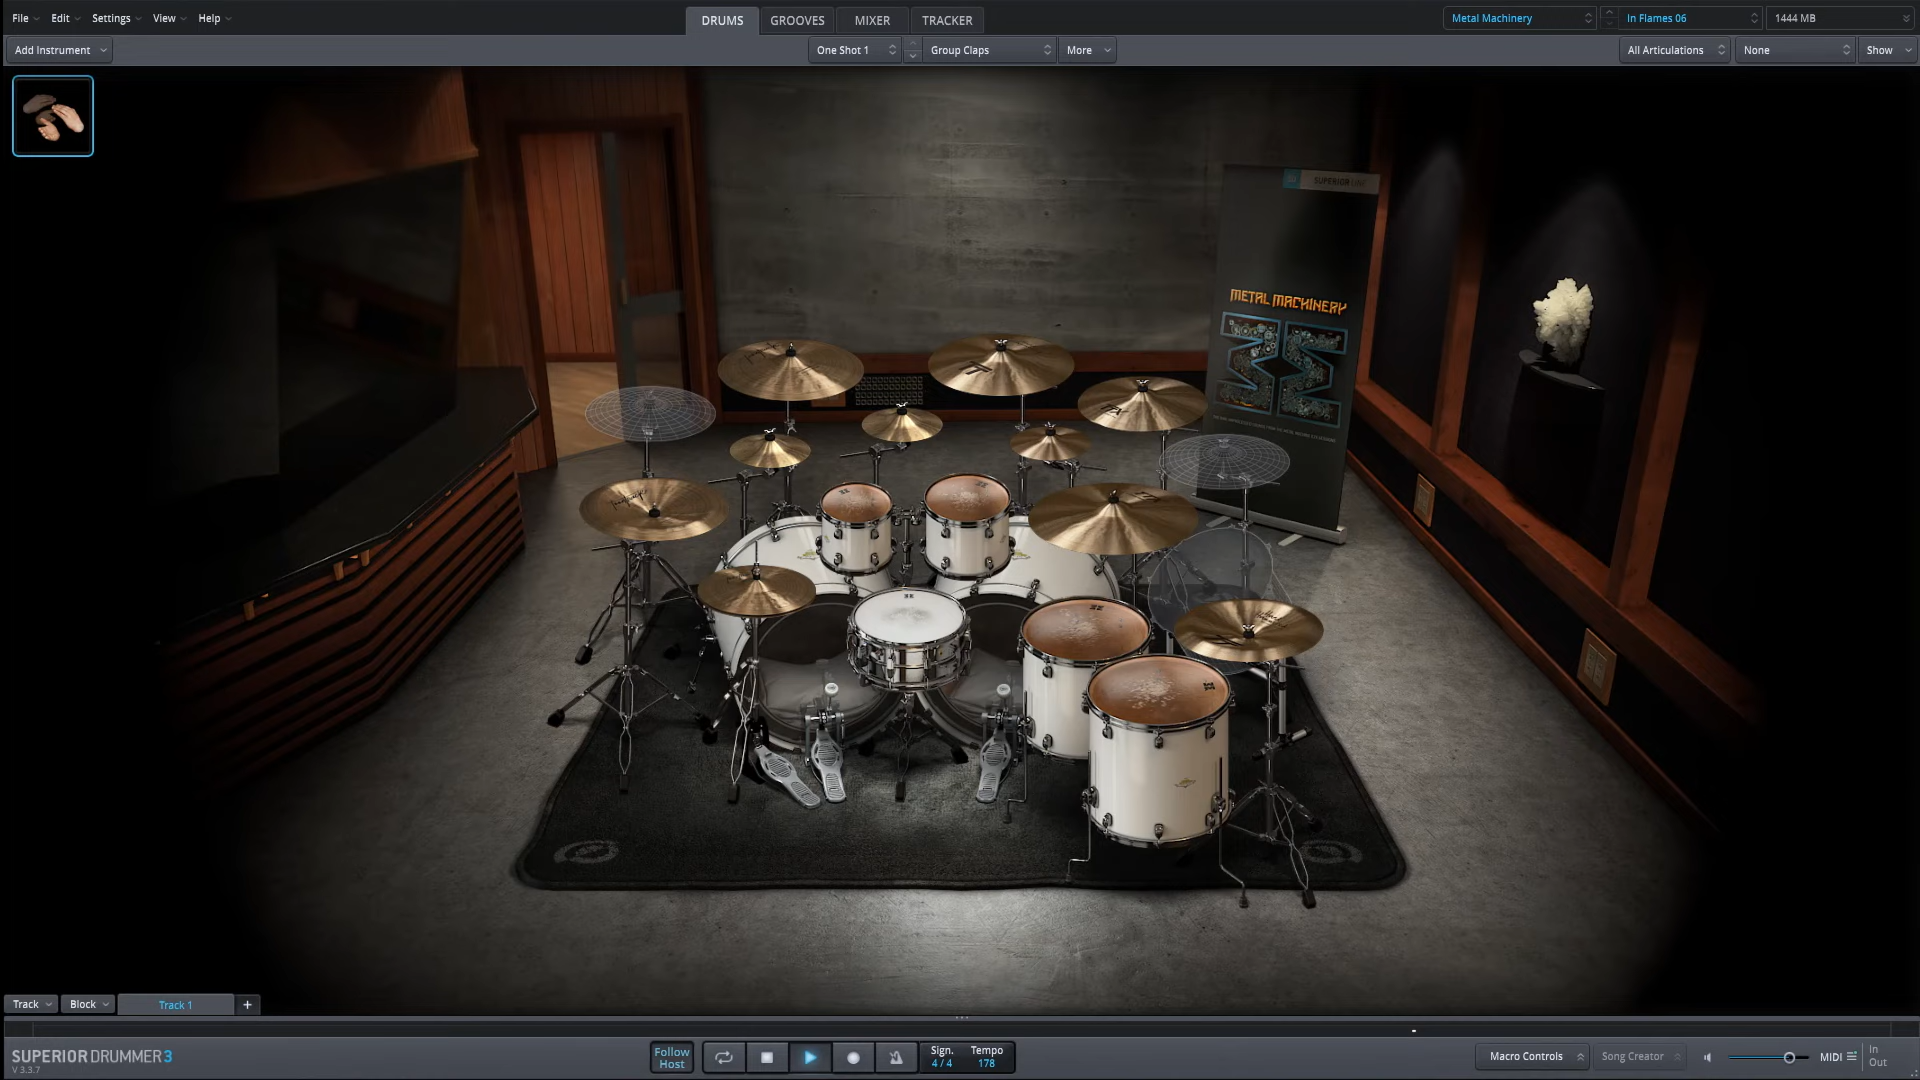 File Edit Settings View Help
DRUMS GROOVES MIXER TRACKER
Metal Machinery In Flames 06 1444 MB
Add Instrument One Shot 1 Group Claps More All Articulations None Show
SUPERIOR LINE
METAL MACHINERY
Track Block Track 1 +
SUPERIOR DRUMMER 3
V 3.3.7
Follow Host
Sign. Tempo
4 / 4 178
Macro Controls Song Creator MIDI In Out